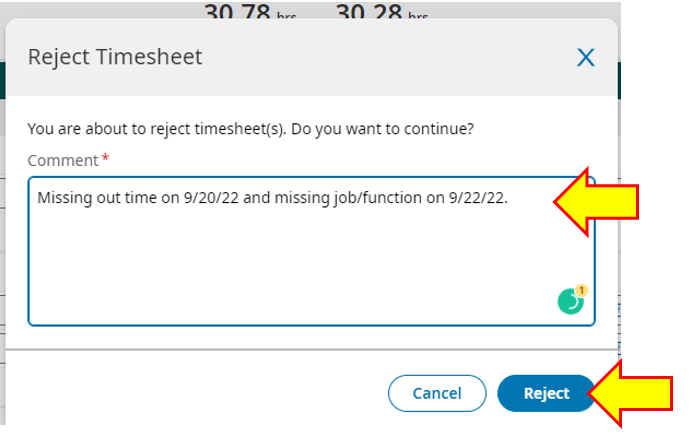 30.78 hrs 30.28 hrs
Reject Timesheet
X
You are about to reject timesheet(s). Do you want to continue?
Comment *
Missing out time on 9/20/22 and missing job/function on 9/22/22.
1
Cancel Reject